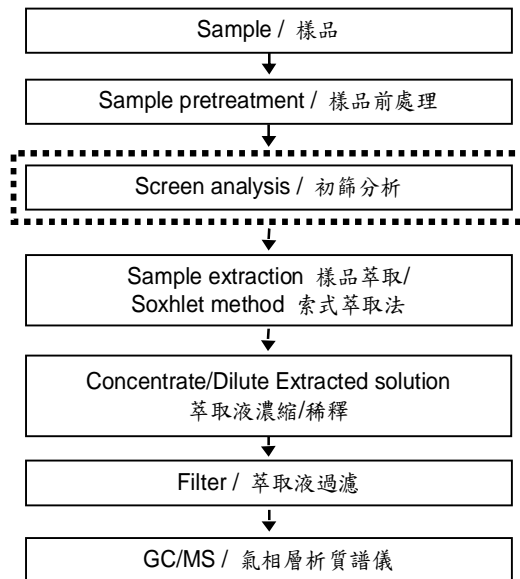 Sample / 樣品
Sample pretreatment / 樣品前處理
Screen analysis / 初篩分析
Sample extraction 樣品萃取/
Soxhlet method 索式萃取法
Concentrate/Dilute Extracted solution
萃取液濃縮/稀釋
Filter / 萃取液過濾
GC/MS / 氣相層析質譜儀